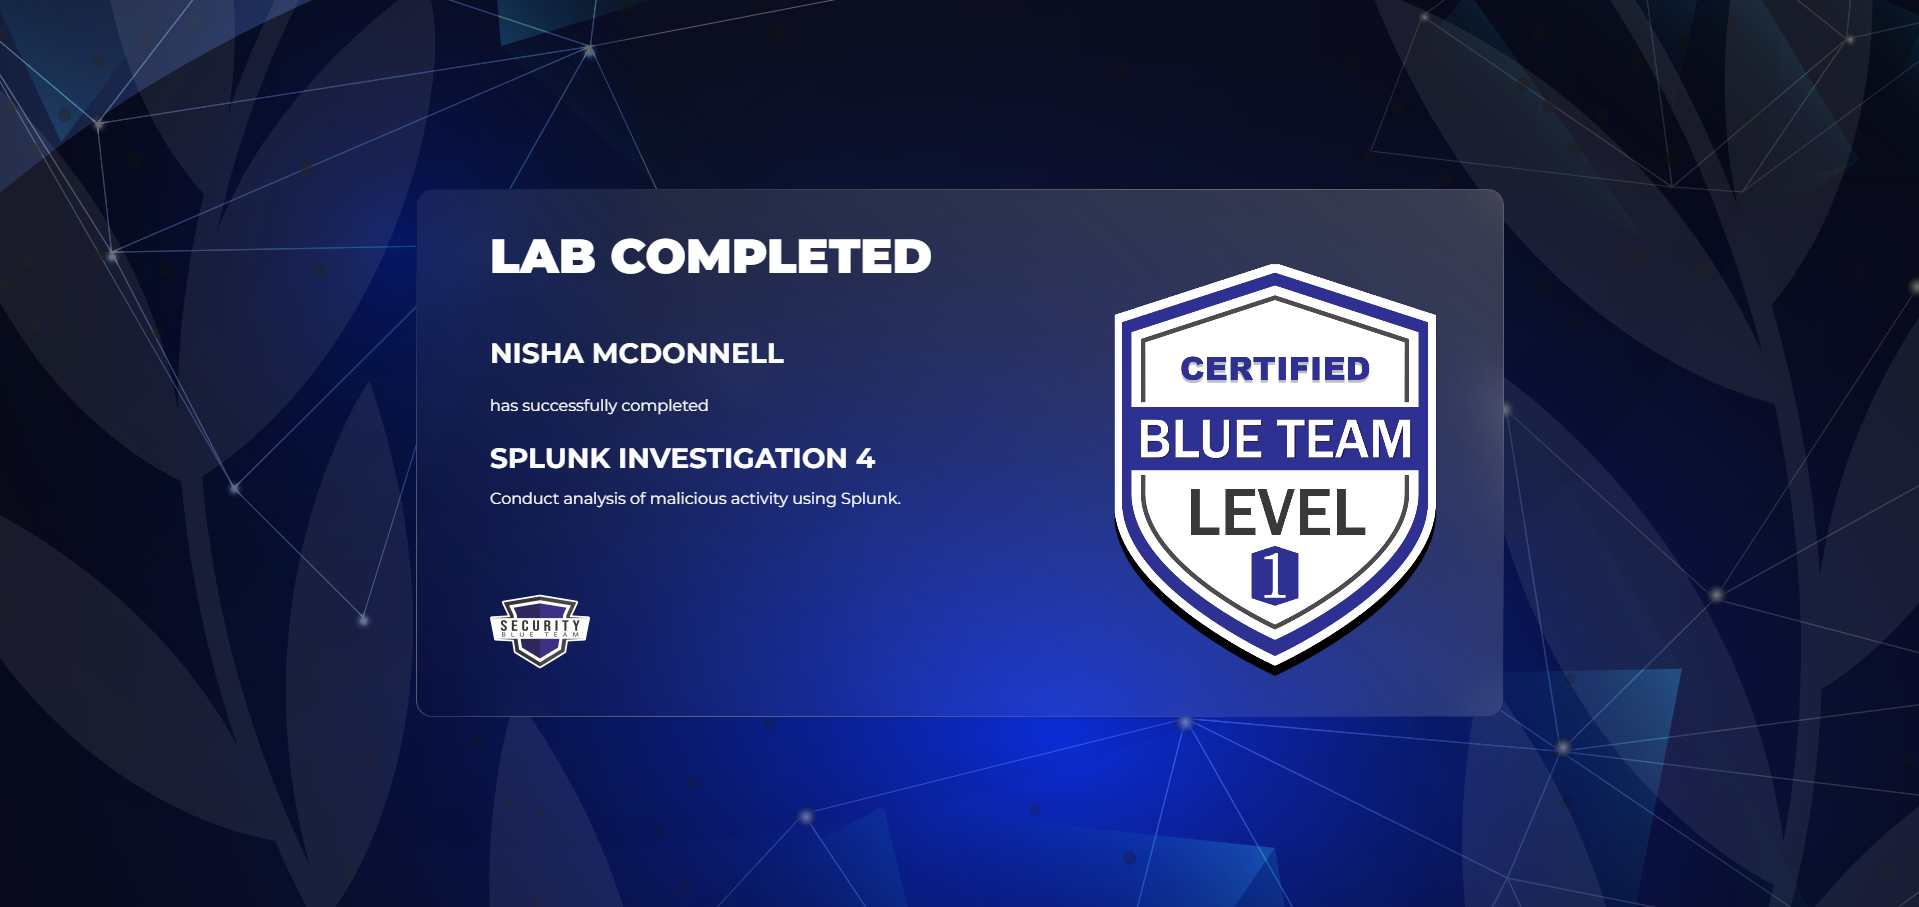 LAB COMPLETED
NISHA MCDONNELL
has successfully completed
SPLUNK INVESTIGATION 4
Conduct analysis of malicious activity using Splunk.
SECURITY
BLUE TEAM
CERTIFIED
BLUE TEAM
LEVEL
1